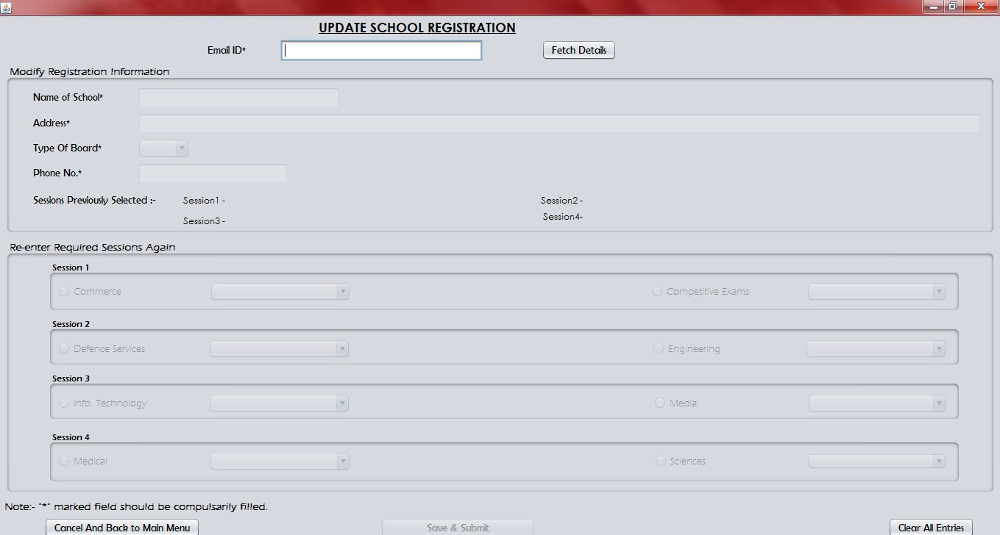 UPDATE SCHOOL REGISTRATION
Email ID* Fetch Details
Modify Registration Information
Name of School*
Address*
Type Of Board*
Phone No.*
Sessions Previously Selected :- Session1 - Session2 -
Session3 - Session4-
Re-enter Required Sessions Again
Session 1
Commerce Competitive Exams
Session 2
Defence Services Engineering
Session 3
Info. Technology Media
Session 4
Medical Sciences
Note:- "*" marked field should be compulsarily filled.
Cancel And Back to Main Menu Save & Submit Clear All Entries